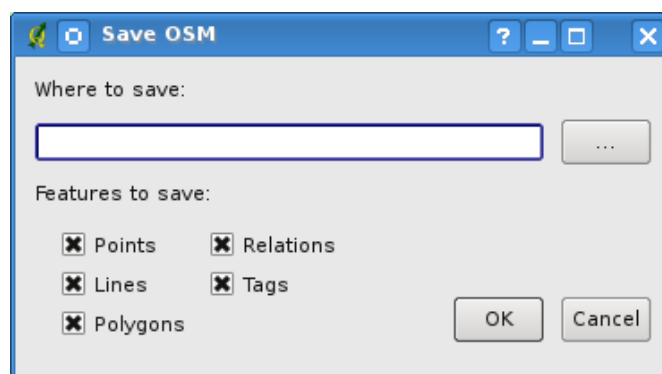 Save OSM
?
Where to save:
...
Features to save:
Points
Relations
Lines
Tags
Polygons
OK
Cancel